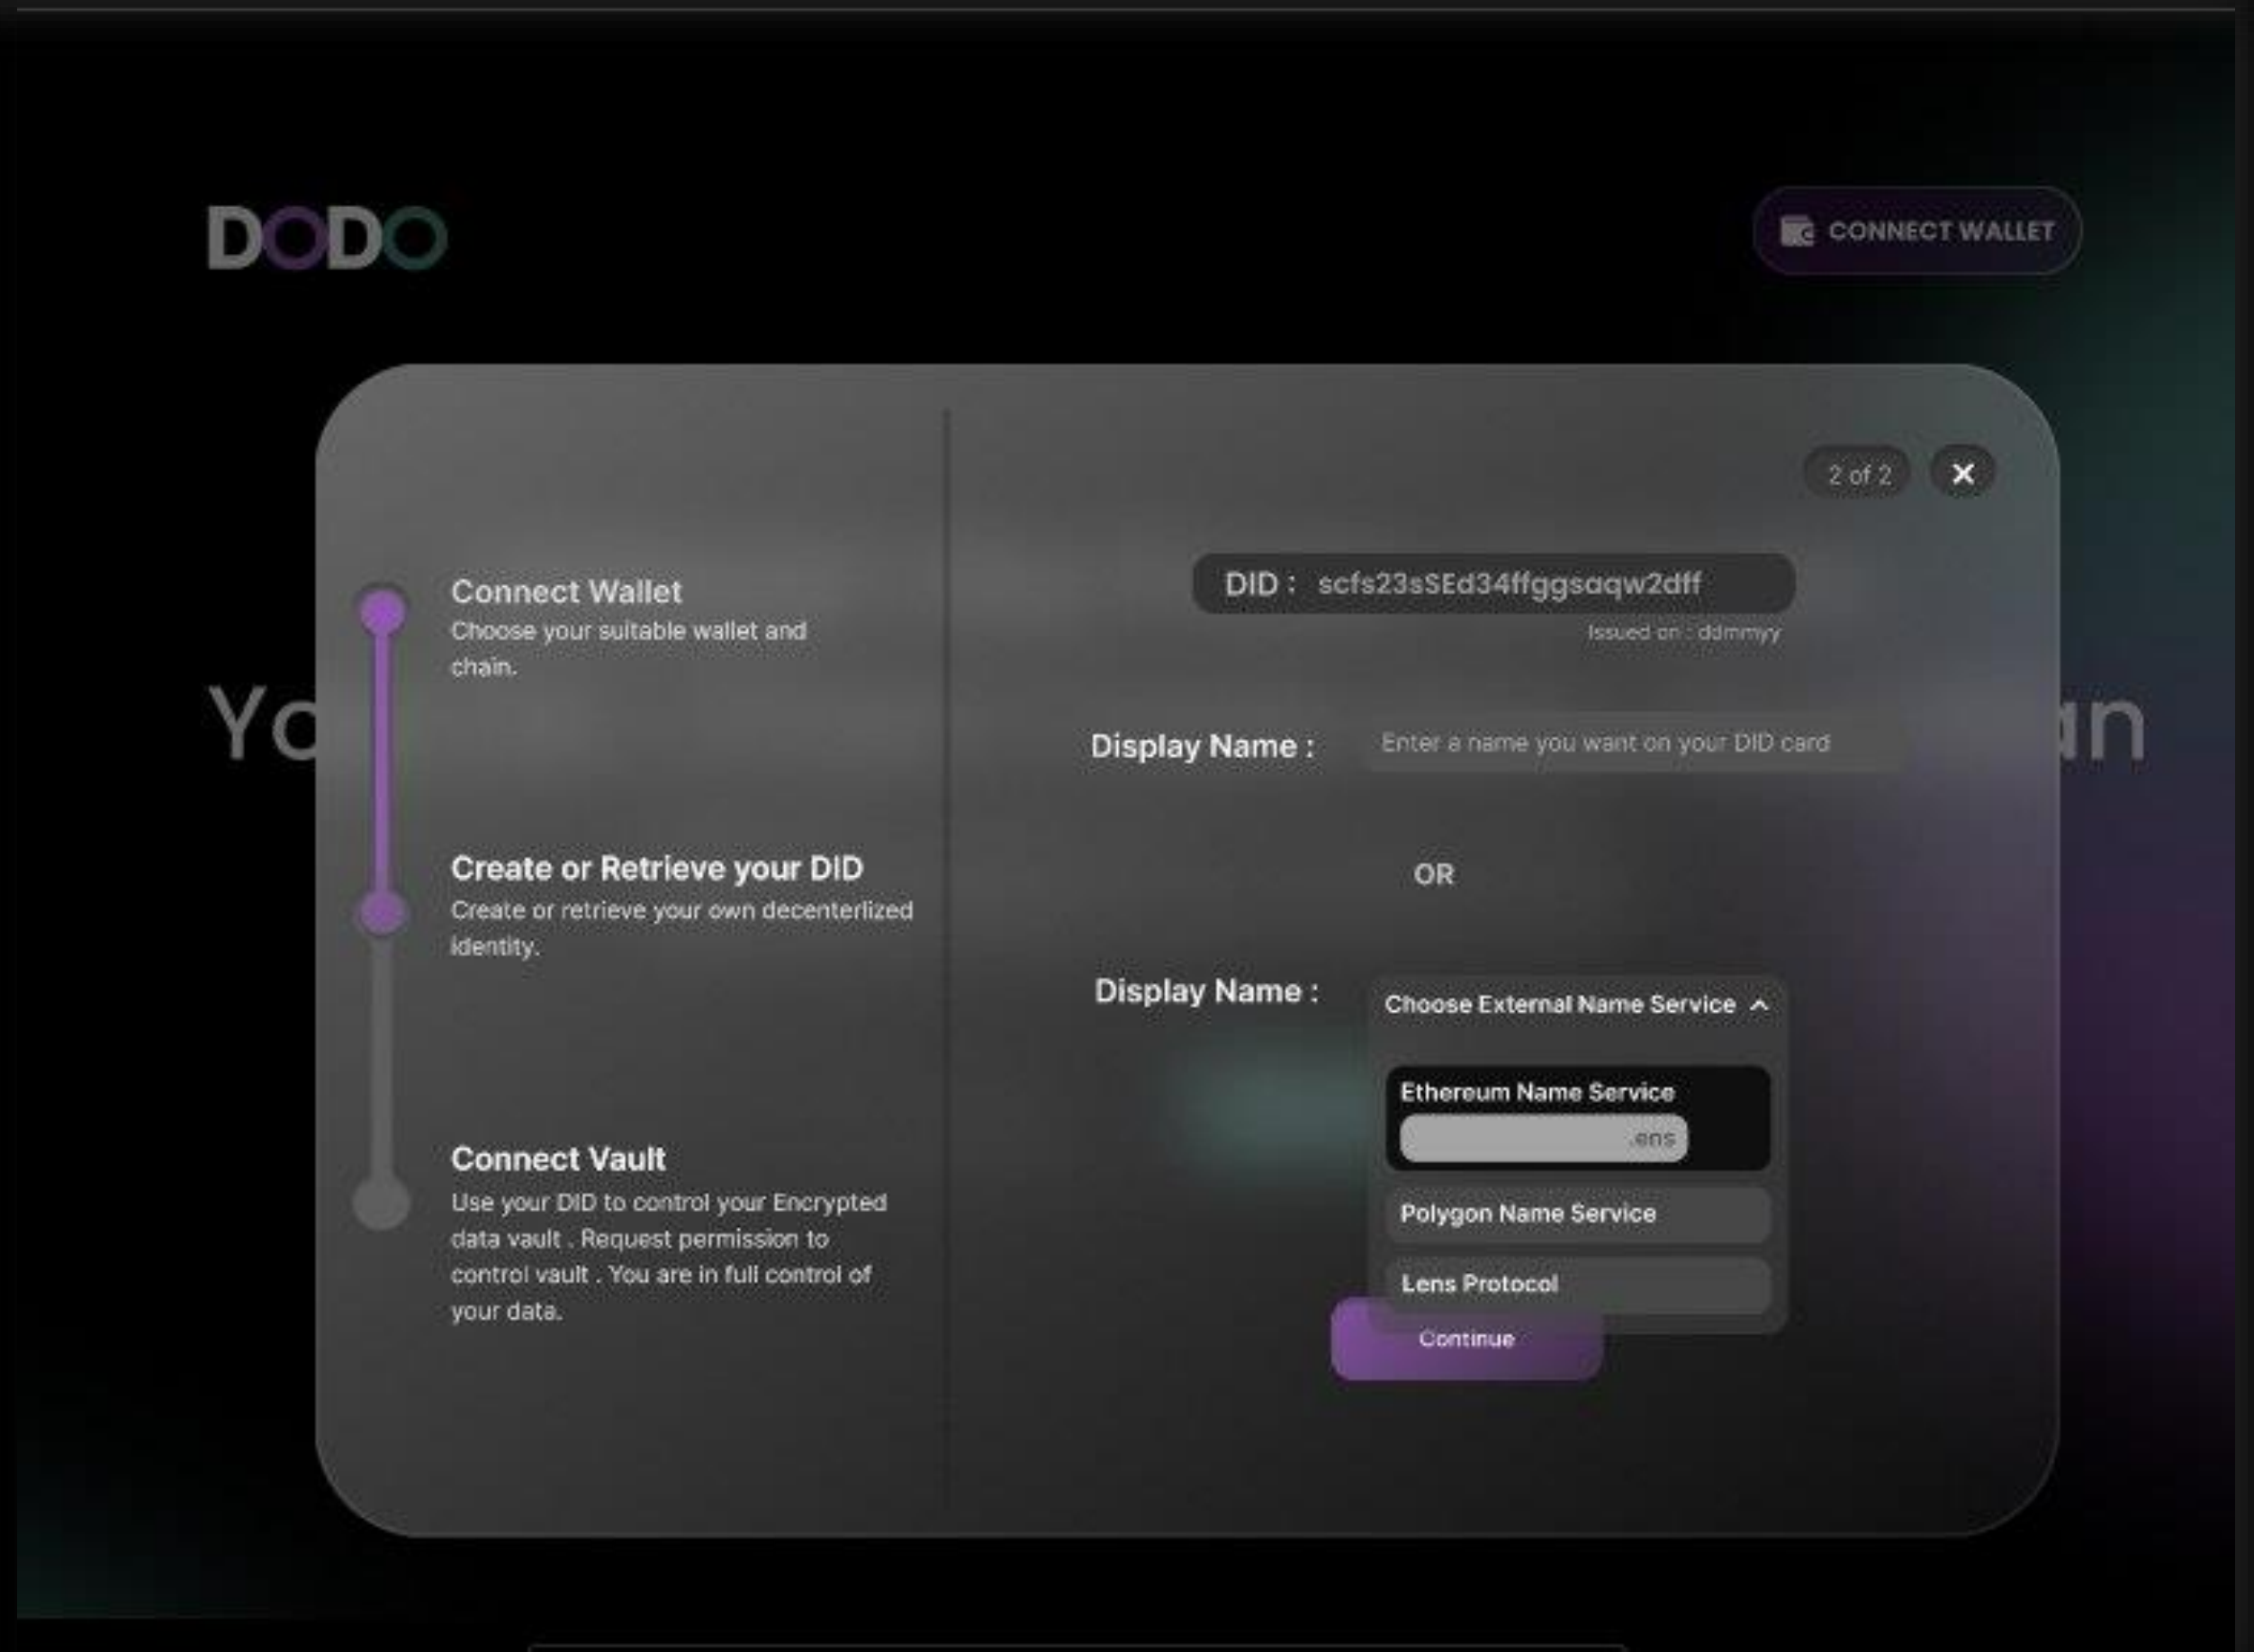 DODO
CONNECT WALLET
2 of 2
Connect Wallet
Choose your suitable wallet and
chain.
Create or Retrieve your DID
Create or retrieve your own decenterlized
identity.
Connect Vault
Use your DID to control your Encrypted
data vault . Request permission to
control vault . You are in full control of
your data.
DID : scfs23sSEd34ffggsaqw2dff
Issued on : ddmmyy
Display Name : Enter a name you want on your DID card
OR
Display Name : Choose External Name Service
Ethereum Name Service
.ens
Polygon Name Service
Lens Protocol
Continue